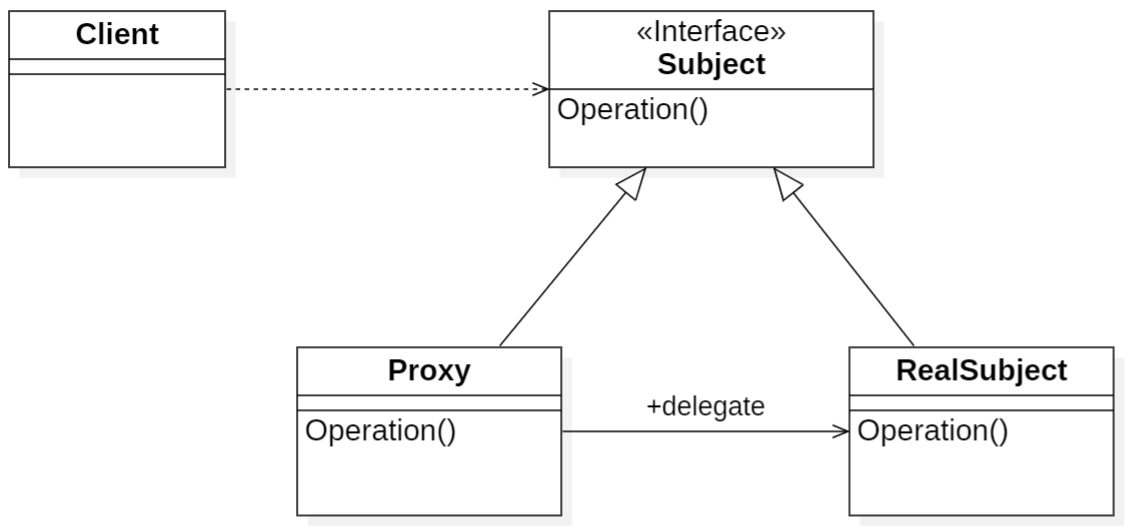 Client
«Interface»
Subject
Operation()
Proxy
Operation()
+delegate
RealSubject
Operation()